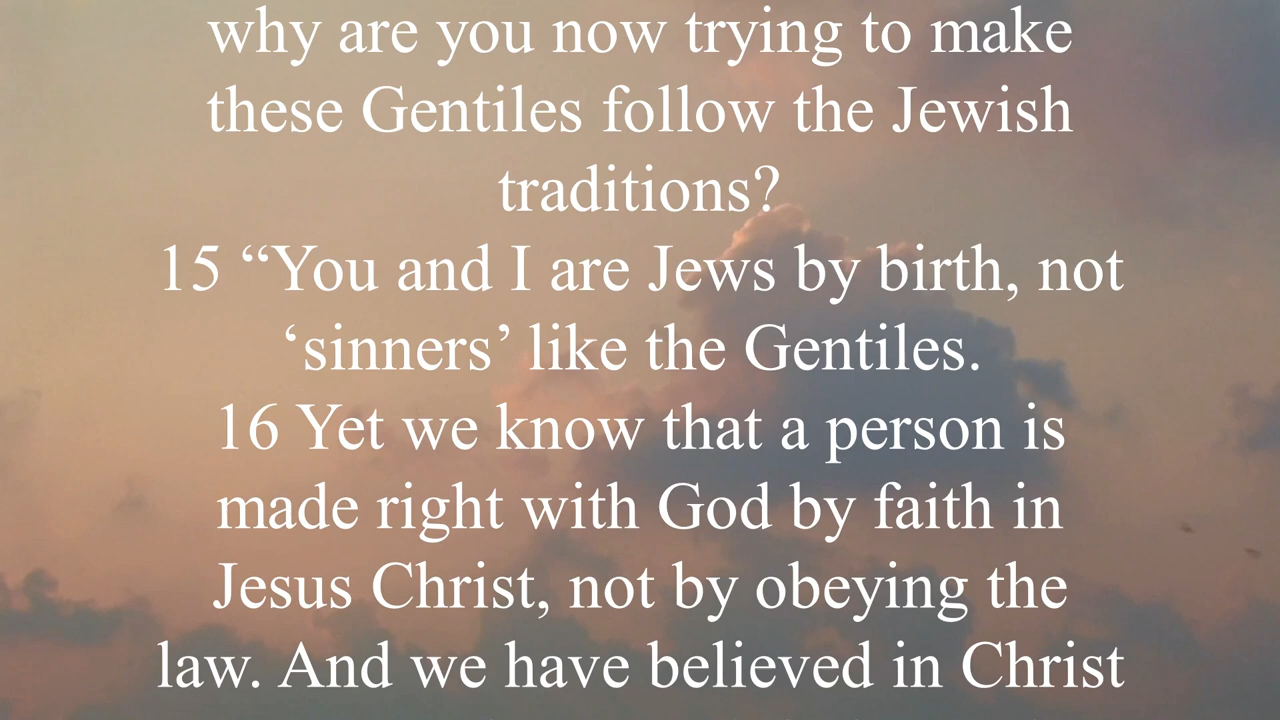 why are you now trying to make
these Gentiles follow the Jewish
traditions?
15 “You and I are Jews by birth, not
‘sinners’ like the Gentiles.
16 Yet we know that a person is
made right with God by faith in
Jesus Christ, not by obeying the
law. And we have believed in Christ